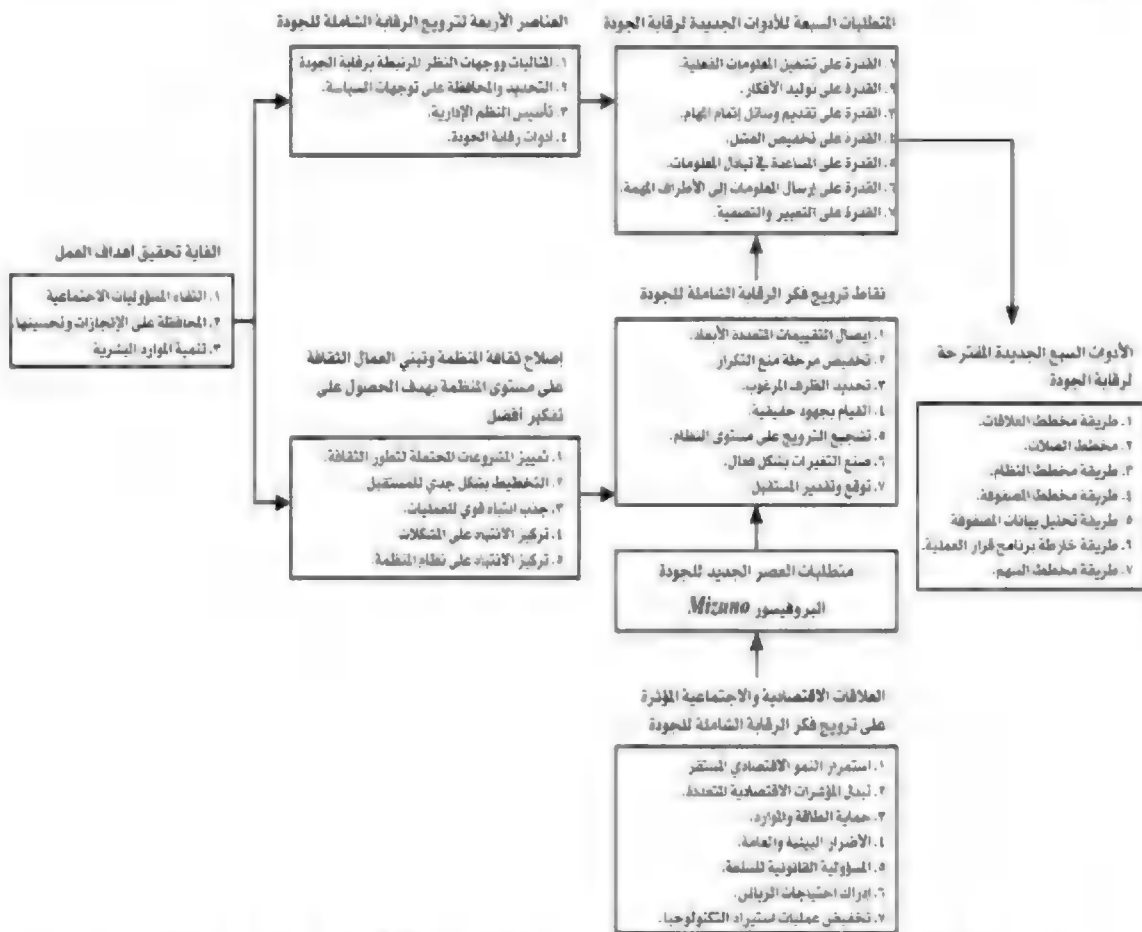 العناصر الأربعة لترويج الرقابة الشاملة للجودة
١. المثاليات ووجهات النظر المرتبطة برقابة الجودة
٢. التحديد والمحافظة على توجهات السياسة.
٣. تأسيس النظم الإدارية.
٤. أدوات رقابة الجودة.
المتطلبات السبعة للأدوات الجديدة لرقابة الجودة
١. القدرة على تشغيل المعلومات الفعلية.
٢. القدرة على توليد الأفكار.
٣. القدرة على تقديم وسائل إتمام المهام.
٤. القدرة على تخفيض الفشل.
٥. القدرة على المساعدة في تبادل المعلومات.
٦. القدرة على إرسال المعلومات إلى الأطراف المهمة.
٧. القدرة على التعبير والتصفية.
الغاية تحقيق أهداف العمل
١. التقاء المسؤوليات الاجتماعية
٢. المحافظة على الإنجازات وتحسينها.
٣. تنمية الموارد البشرية
إصلاح ثقافة المنظمة وتبني العمال الثقافة
على مستوى المنظمة بهدف الحصول على
تفكير أفضل
١. تمييز المشروعات المحتملة لتطور الثقافة.
٢. التخطيط بشكل جدي للمستقبل
٣. جذب انتباه قوي للعمليات.
٤. تركيز الانتباه على المشكلات
٥. تركيز الانتباه على نظام المنظمة.
نقاط ترويج فكر الرقابة الشاملة للجودة
١. إيصال التقييمات المتعددة الأبعاد.
٢. تخفيض مرحلة منع التكرار
٣. تحديد الظرف المرغوب.
٤. القيام بجهود حقيقية.
٥. تشجيع الترويج على مستوى النظام.
٦. صنع التغيرات بشكل فعال.
٧. توقع وتقدير المستقبل
متطلبات العصر الجديد للجودة
البروفيسور Mizuno
العلاقات الاقتصادية والاجتماعية المؤثرة
على ترويج فكر الرقابة الشاملة للجودة
١. استمرار النمو الاقتصادي المستقر
٢. تبدل المؤشرات الاقتصادية المتعددة.
٣. حماية الطاقة والموارد.
٤. الأضرار البيئية والعامة.
٥. المسؤولية القانونية للسلعة.
٦. إدراك احتياجات الزبائن.
٧. تخفيض عمليات استيراد التكنولوجيا.
الأدوات السبع الجديدة المقترحة
لرقابة الجودة
١. طريقة مخطط العلاقات.
٢. مخطط الصلات.
٣. طريقة مخطط النظام.
٤. طريقة مخطط المصفوفة.
٥. طريقة تحليل بيانات المصفوفة
٦. طريقة خارطة برنامج قرار العملية.
٧. طريقة مخطط السهم.